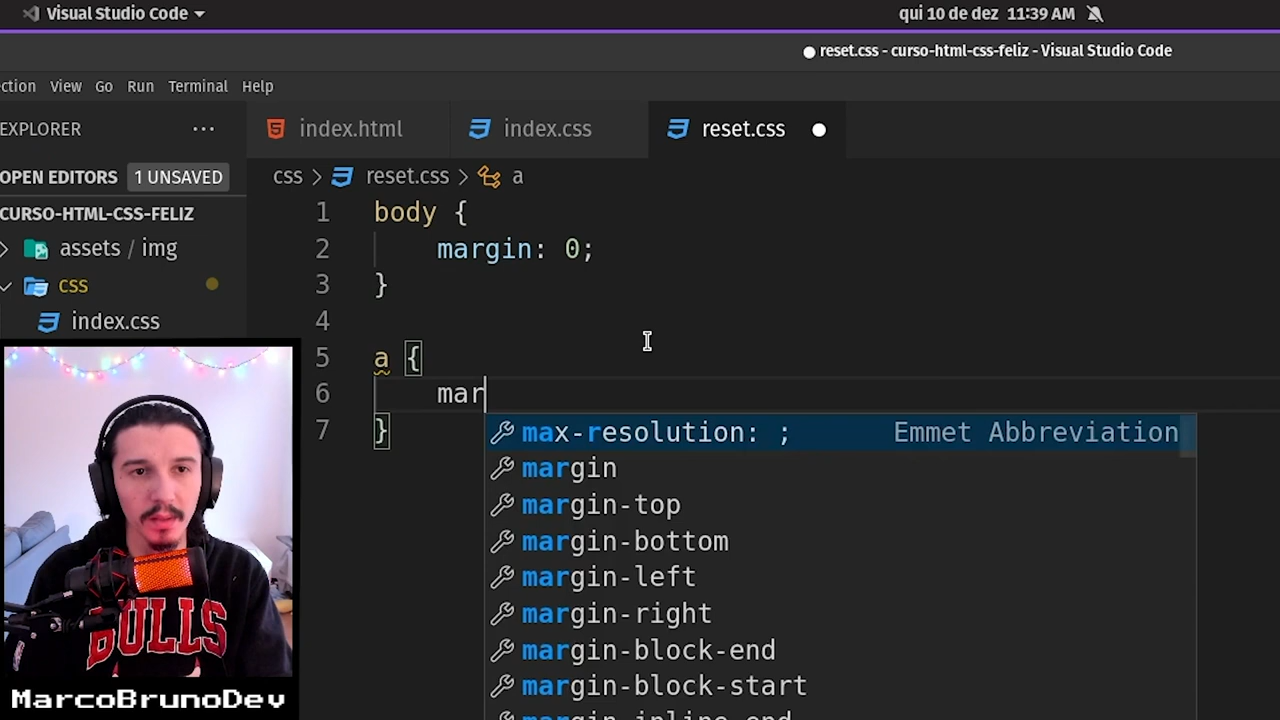 Visual Studio Code
qui 10 de dez 11:39 AM
reset.css - curso-html-css-feliz - Visual Studio Code
ection View Go Run Terminal Help
EXPLORER ...
index.html
index.css
reset.css
OPEN EDITORS 1 UNSAVED
css > reset.css > a
CURSO-HTML-CSS-FELIZ
assets / img
css
index.css
1 body {
2 margin: 0;
3 }
4
5 a {
6 mar
7 }
max-resolution: ; Emmet Abbreviation
margin
margin-top
margin-bottom
margin-left
margin-right
margin-block-end
margin-block-start
margin-inline-end
BULLS
MarcoBrunoDev